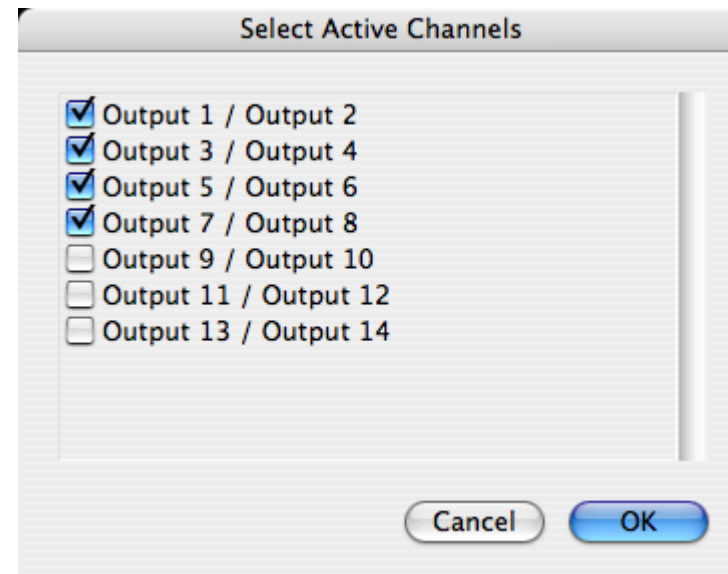 Select Active Channels
Output 1 / Output 2
Output 3 / Output 4
Output 5 / Output 6
Output 7 / Output 8
Output 9 / Output 10
Output 11 / Output 12
Output 13 / Output 14
Cancel OK